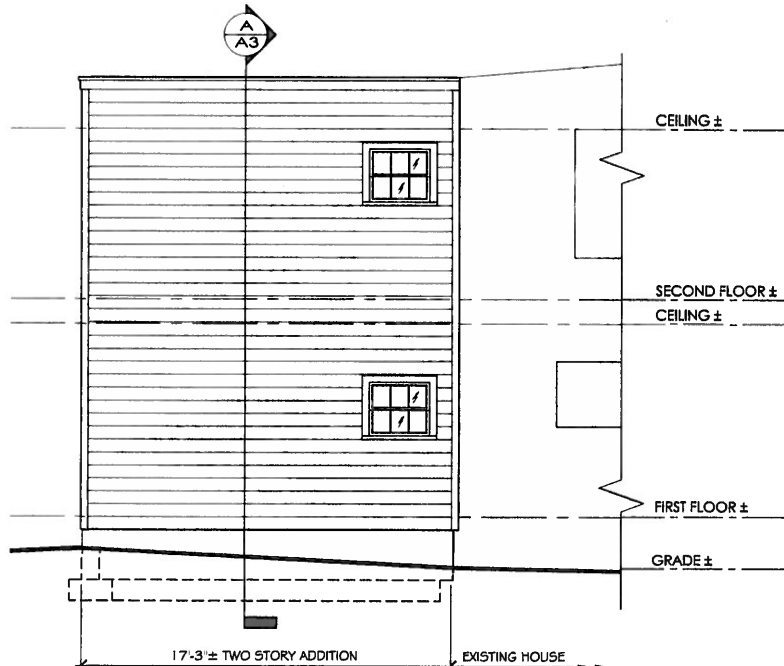 A
A3
CEILING ±
SECOND FLOOR ±
CEILING ±
FIRST FLOOR ±
GRADE ±
17'-3"± TWO STORY ADDITION
EXISTING HOUSE